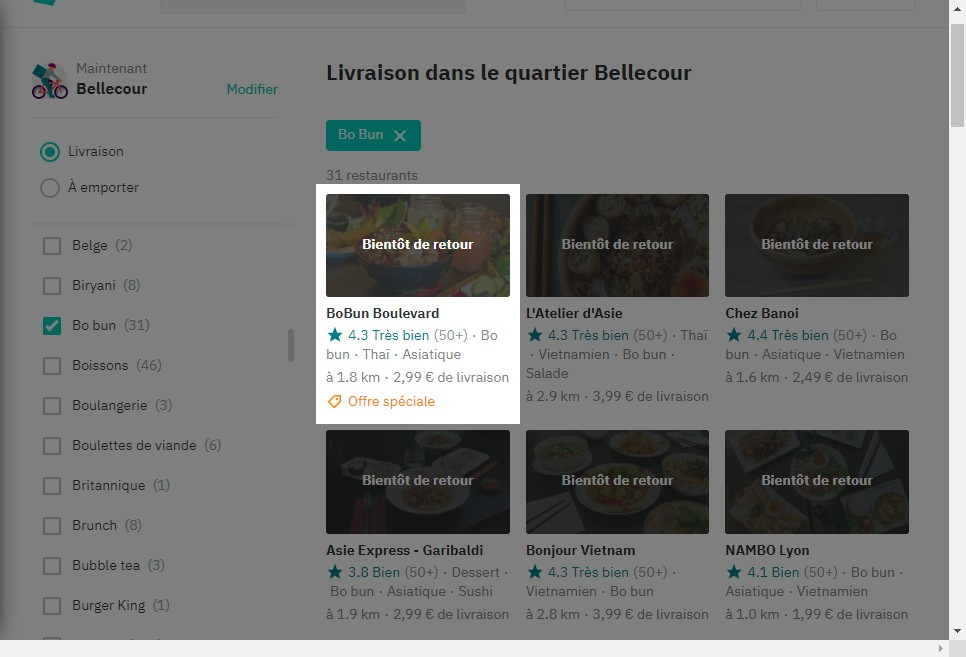 Maintenant
Bellecour
Modifier
Livraison
À emporter
Belge (2)
Biryani (8)
Bo bun (31)
Boissons (46)
Boulangerie (3)
Boulettes de viande (6)
Britannique (1)
Brunch (8)
Bubble tea (3)
Burger King (1)
Livraison dans le quartier Bellecour
Bo Bun
31 restaurants
Bientôt de retour
BoBun Boulevard
4.3 Très bien (50+) · Bo
bun · Thaï · Asiatique
à 1.8 km · 2,99 € de livraison
Offre spéciale
Bientôt de retour
L'Atelier d'Asie
4.3 Très bien (50+) · Thaï
· Vietnamien · Bo bun ·
Salade
à 2.9 km · 3,99 € de livraison
Bientôt de retour
Chez Banoi
4.4 Très bien (50+) · Bo
bun · Asiatique · Vietnamien
à 1.6 km · 2,49 € de livraison
Bientôt de retour
Asie Express - Garibaldi
3.8 Bien (50+) · Dessert ·
Bo bun · Asiatique · Sushi
à 1.9 km · 2,99 € de livraison
Bientôt de retour
Bonjour Vietnam
4.3 Très bien (50+) ·
Vietnamien · Bo bun
à 2.8 km · 3,99 € de livraison
Bientôt de retour
NAMBO Lyon
4.1 Bien (50+) · Bo bun ·
Asiatique · Vietnamien
à 1.0 km · 1,99 € de livraison